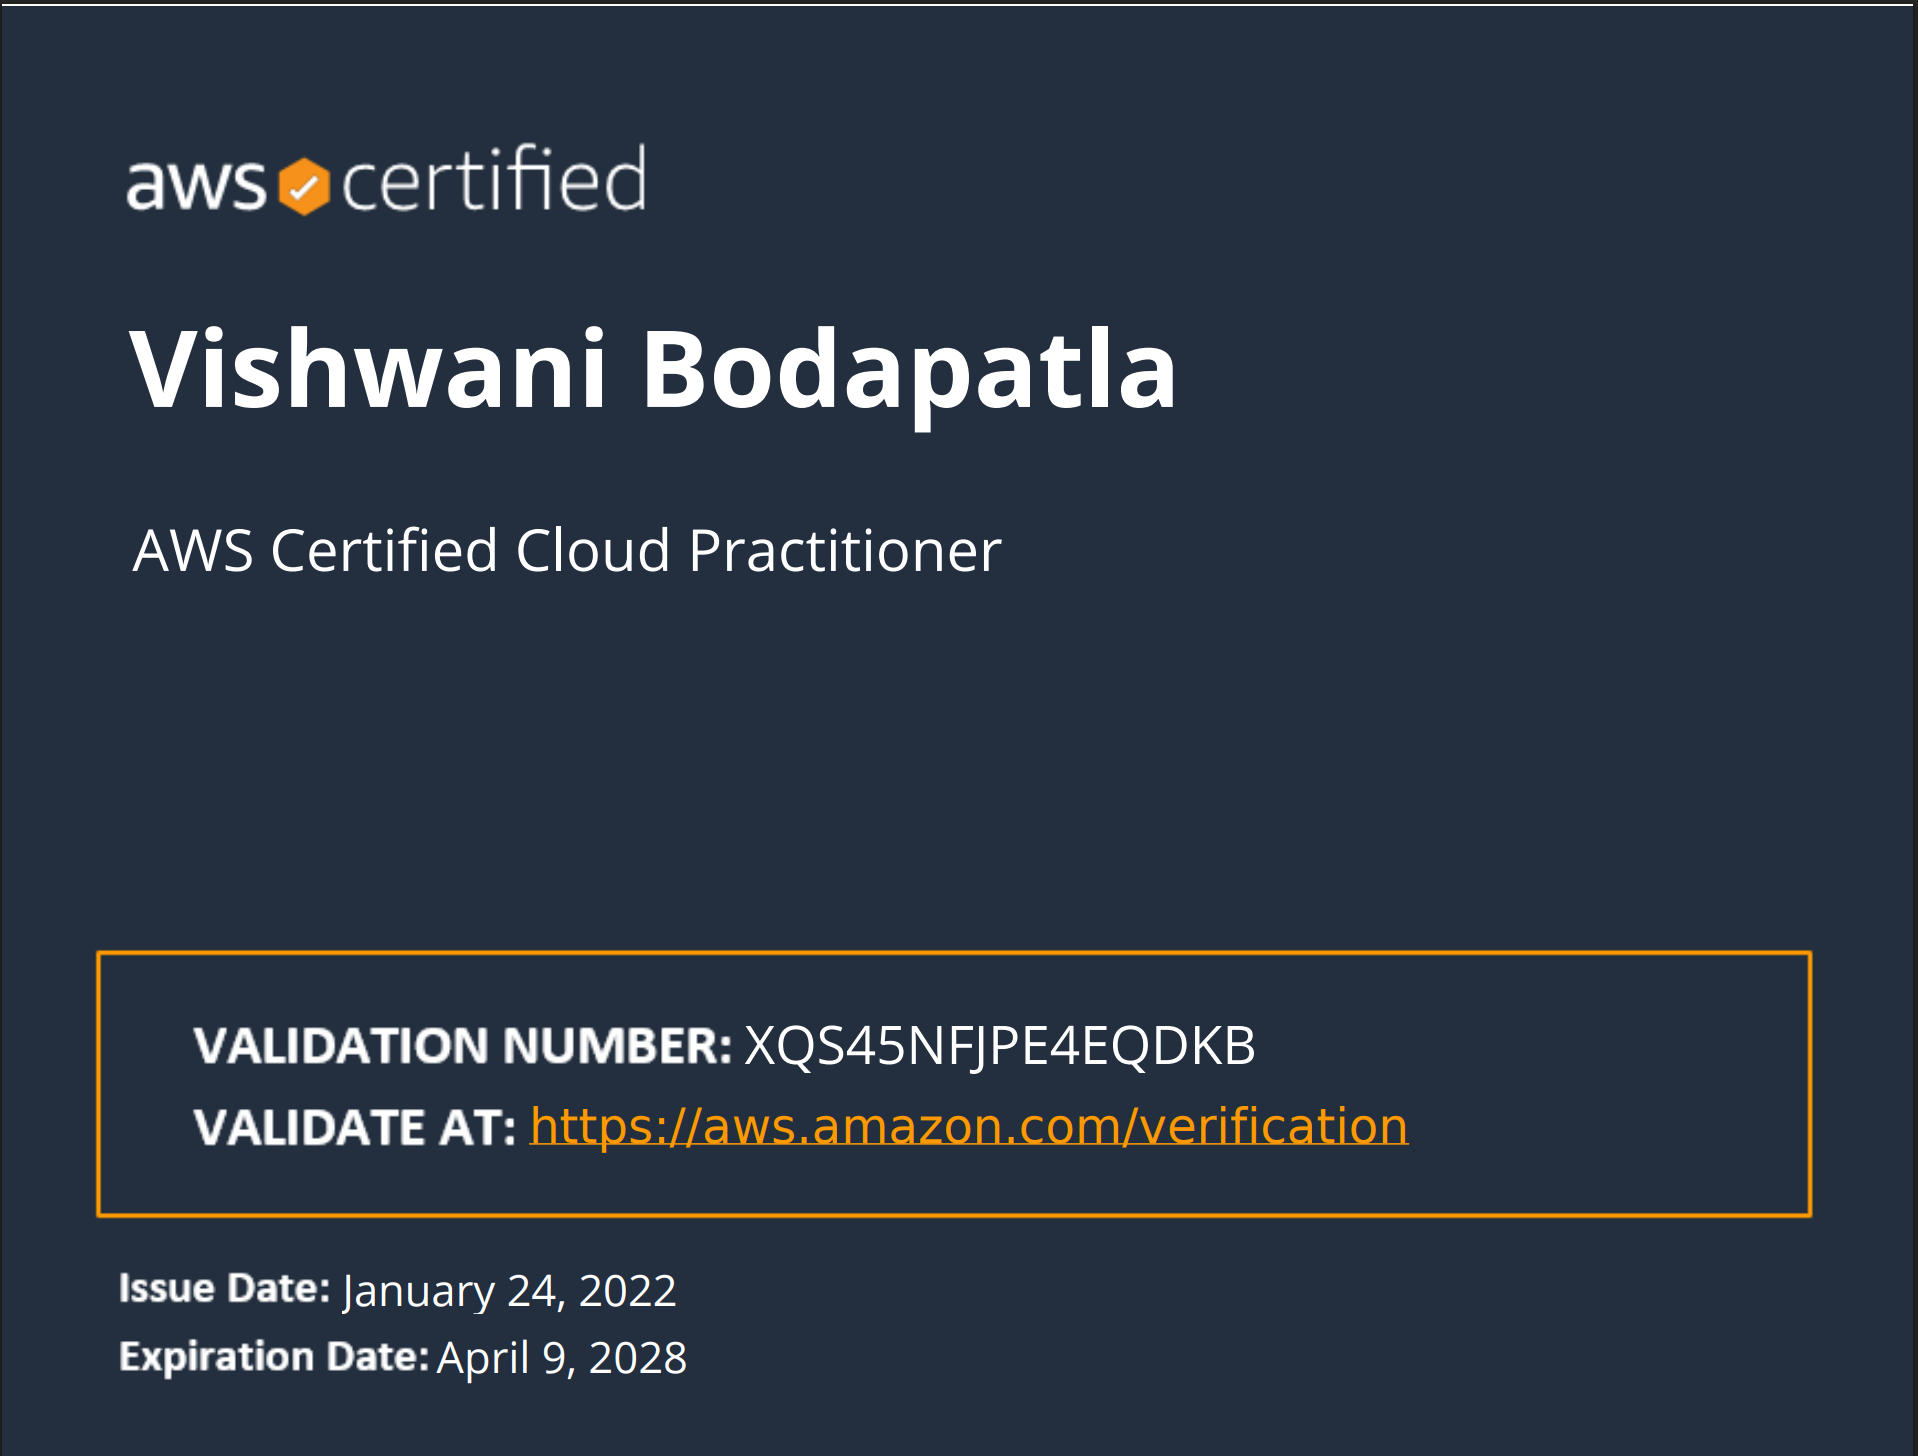 aws certified
Vishwani Bodapatla
AWS Certified Cloud Practitioner
VALIDATION NUMBER: XQS45NFJPE4EQDKB
VALIDATE AT: https://aws.amazon.com/verification
Issue Date: January 24, 2022
Expiration Date: April 9, 2028